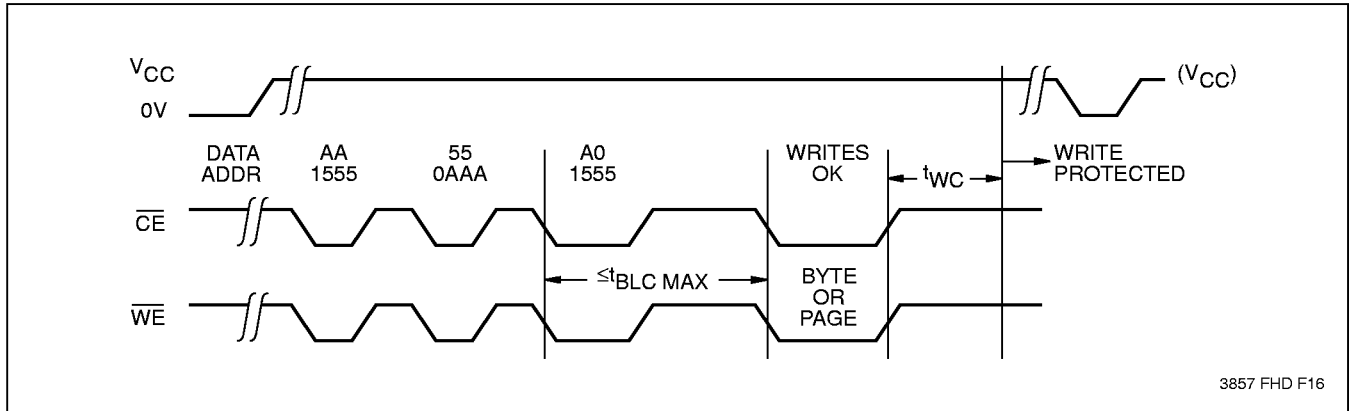 VCC
0V
(VCC)
DATA AA 55 A0 WRITES
ADDR 1555 0AAA 1555 OK
tWC
WRITE
PROTECTED
CE
≤tBLC MAX
BYTE
OR
PAGE
WE
3857 FHD F16